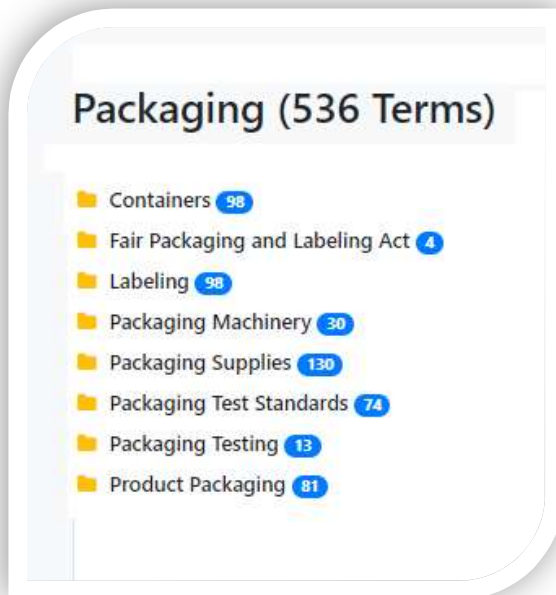 Packaging (536 Terms)
Containers 98
Fair Packaging and Labeling Act 4
Labeling 98
Packaging Machinery 30
Packaging Supplies 130
Packaging Test Standards 74
Packaging Testing 13
Product Packaging 81